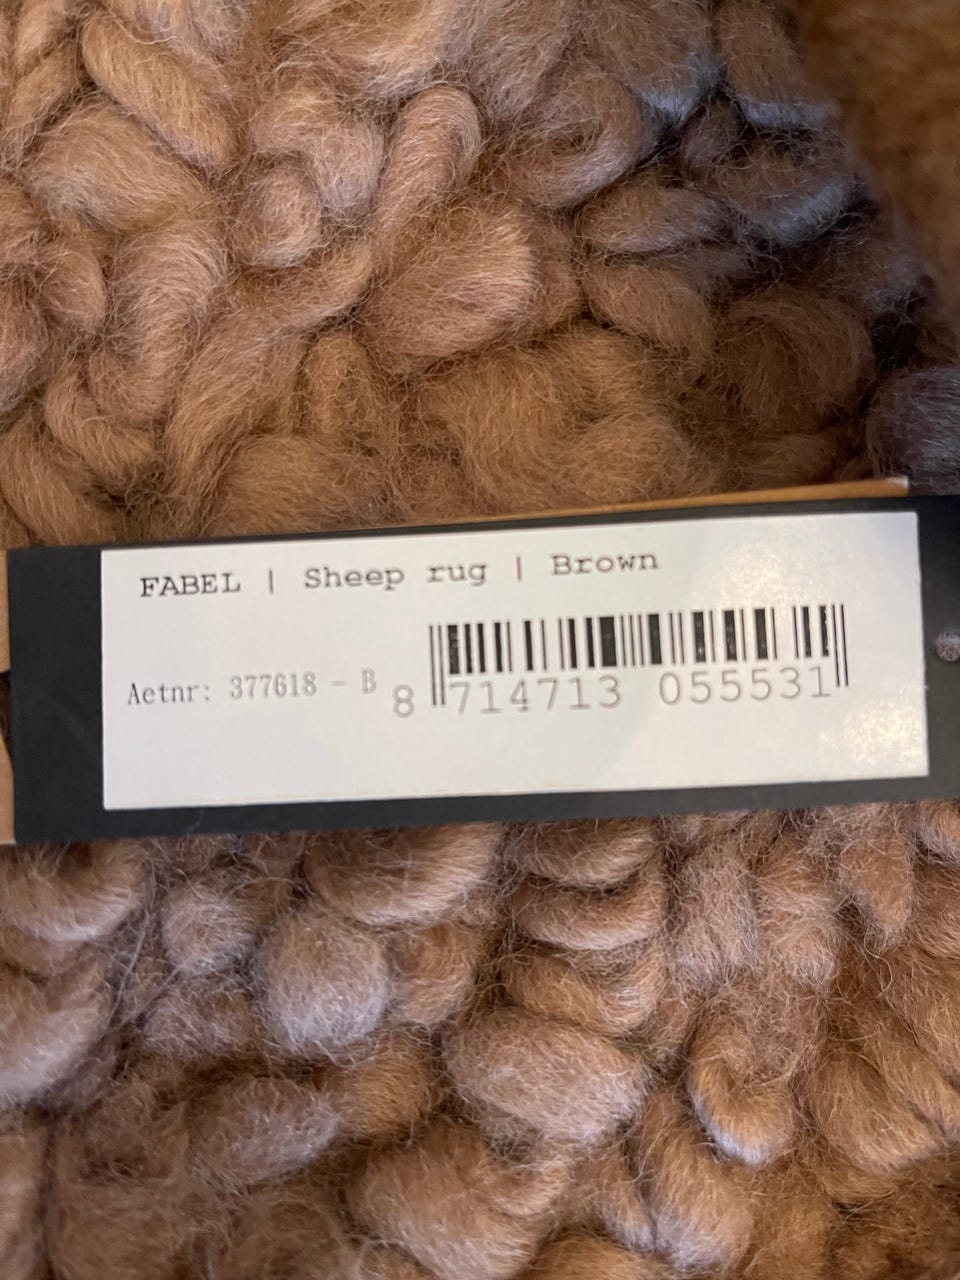 FABEL | Sheep rug | Brown
Aetnr: 377618 - B
8 714713 055531